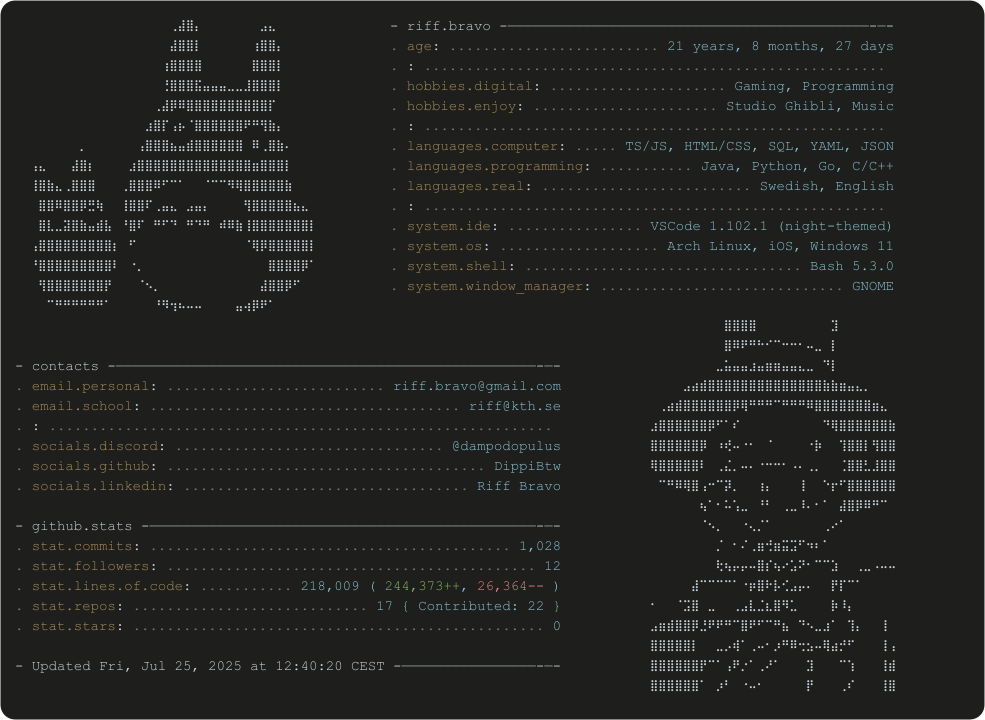 - riff.bravo -———————————————————————————————————————————-—-
. age: ......................... 21 years, 8 months, 27 days
. : .......................................................
. hobbies.digital: ....................... Gaming, Programming
. hobbies.enjoy: ......................... Studio Ghibli, Music
. : .......................................................
. languages.computer: ..... TS/JS, HTML/CSS, SQL, YAML, JSON
. languages.programming: ............. Java, Python, Go, C/C++
. languages.real: ......................... Swedish, English
. : .......................................................
. system.ide: ................ VSCode 1.102.1 (night-themed)
. system.os: ................... Arch Linux, iOS, Windows 11
. system.shell: ................................. Bash 5.3.0
. system.window_manager: ............................. GNOME
- contacts -——————————————————————————————————————————————-—-
. email.personal: .......................... riff.bravo@gmail.com
. email.school: ..................................... riff@kth.se
. : ............................................................
. socials.discord: ................................... @dampodopulus
. socials.github: ........................................ DippiBtw
. socials.linkedin: ................................... Riff Bravo
- github.stats -——————————————————————————————————————————-—-
. stat.commits: ........................................... 1,028
. stat.followers: ............................................ 12
. stat.lines.of.code: ........... 218,009 ( 244,373++, 26,364-- )
. stat.repos: ............................ 17 { Contributed: 22 }
. stat.stars: ................................................. 0
- Updated Fri, Jul 25, 2025 at 12:40:20 CEST -————————————————-—-